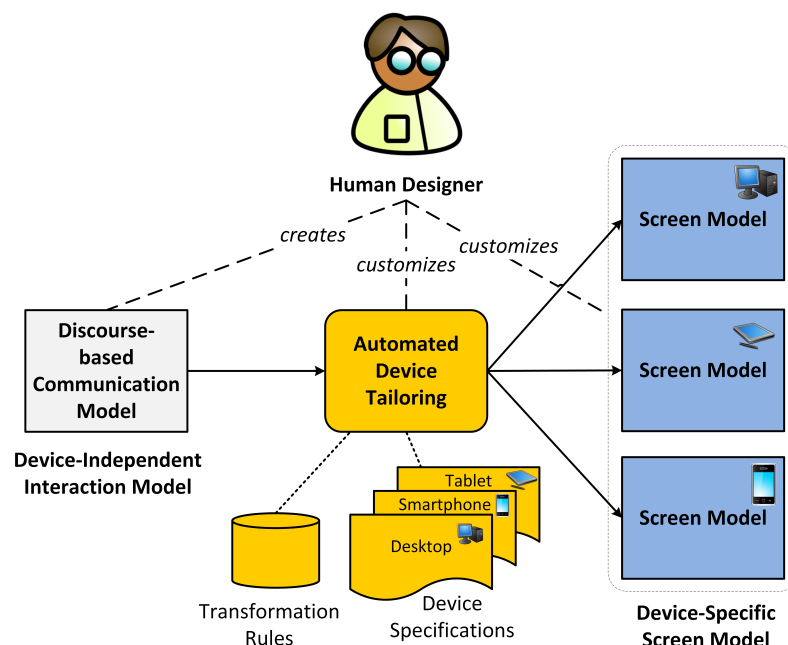 Human Designer
creates
customizes
customizes
Discourse-
based
Communication
Model
Device-Independent
Interaction Model
Automated
Device
Tailoring
Screen Model
Screen Model
Screen Model
Tablet
Smartphone
Desktop
Transformation
Rules
Device
Specifications
Device-Specific
Screen Model